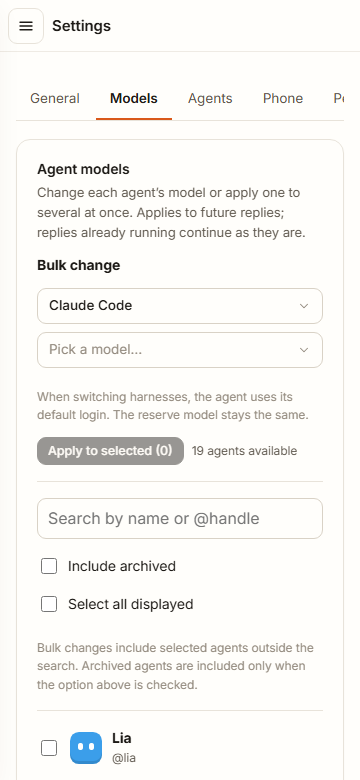 Settings
General Models Agents Phone
Agent models
Change each agent’s model or apply one to
several at once. Applies to future replies;
replies already running continue as they are.
Bulk change
Claude Code
Pick a model...
When switching harnesses, the agent uses its
default login. The reserve model stays the same.
Apply to selected (0) 19 agents available
Search by name or @handle
Include archived
Select all displayed
Bulk changes include selected agents outside the
search. Archived agents are included only when
the option above is checked.
Lia
@lia